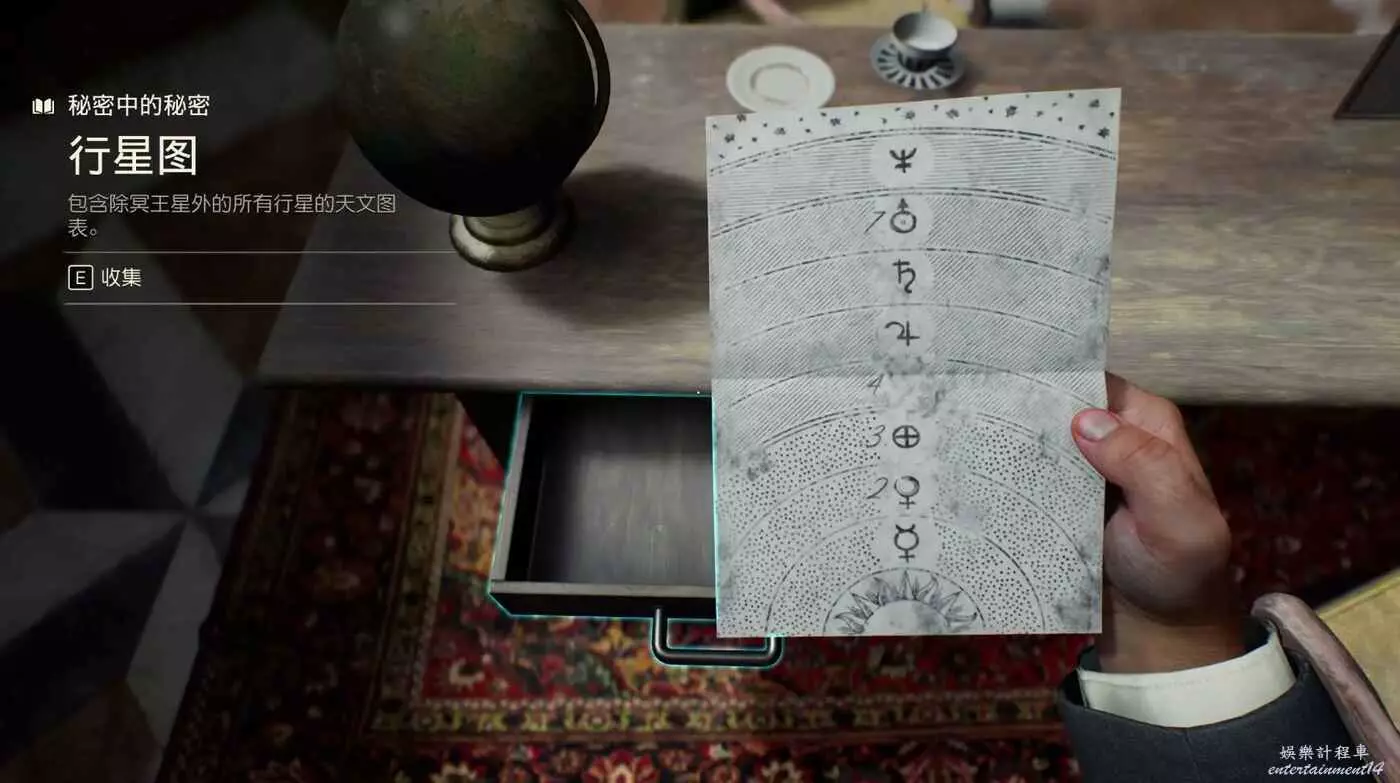 秘密中的秘密
行星图
包含除冥王星外的所有行星的天文图
表。
E 收集
♆
7 ⛢
♄
♃
4
3 ⊕
2 ♀
☿
娛樂計程車
entertainment14